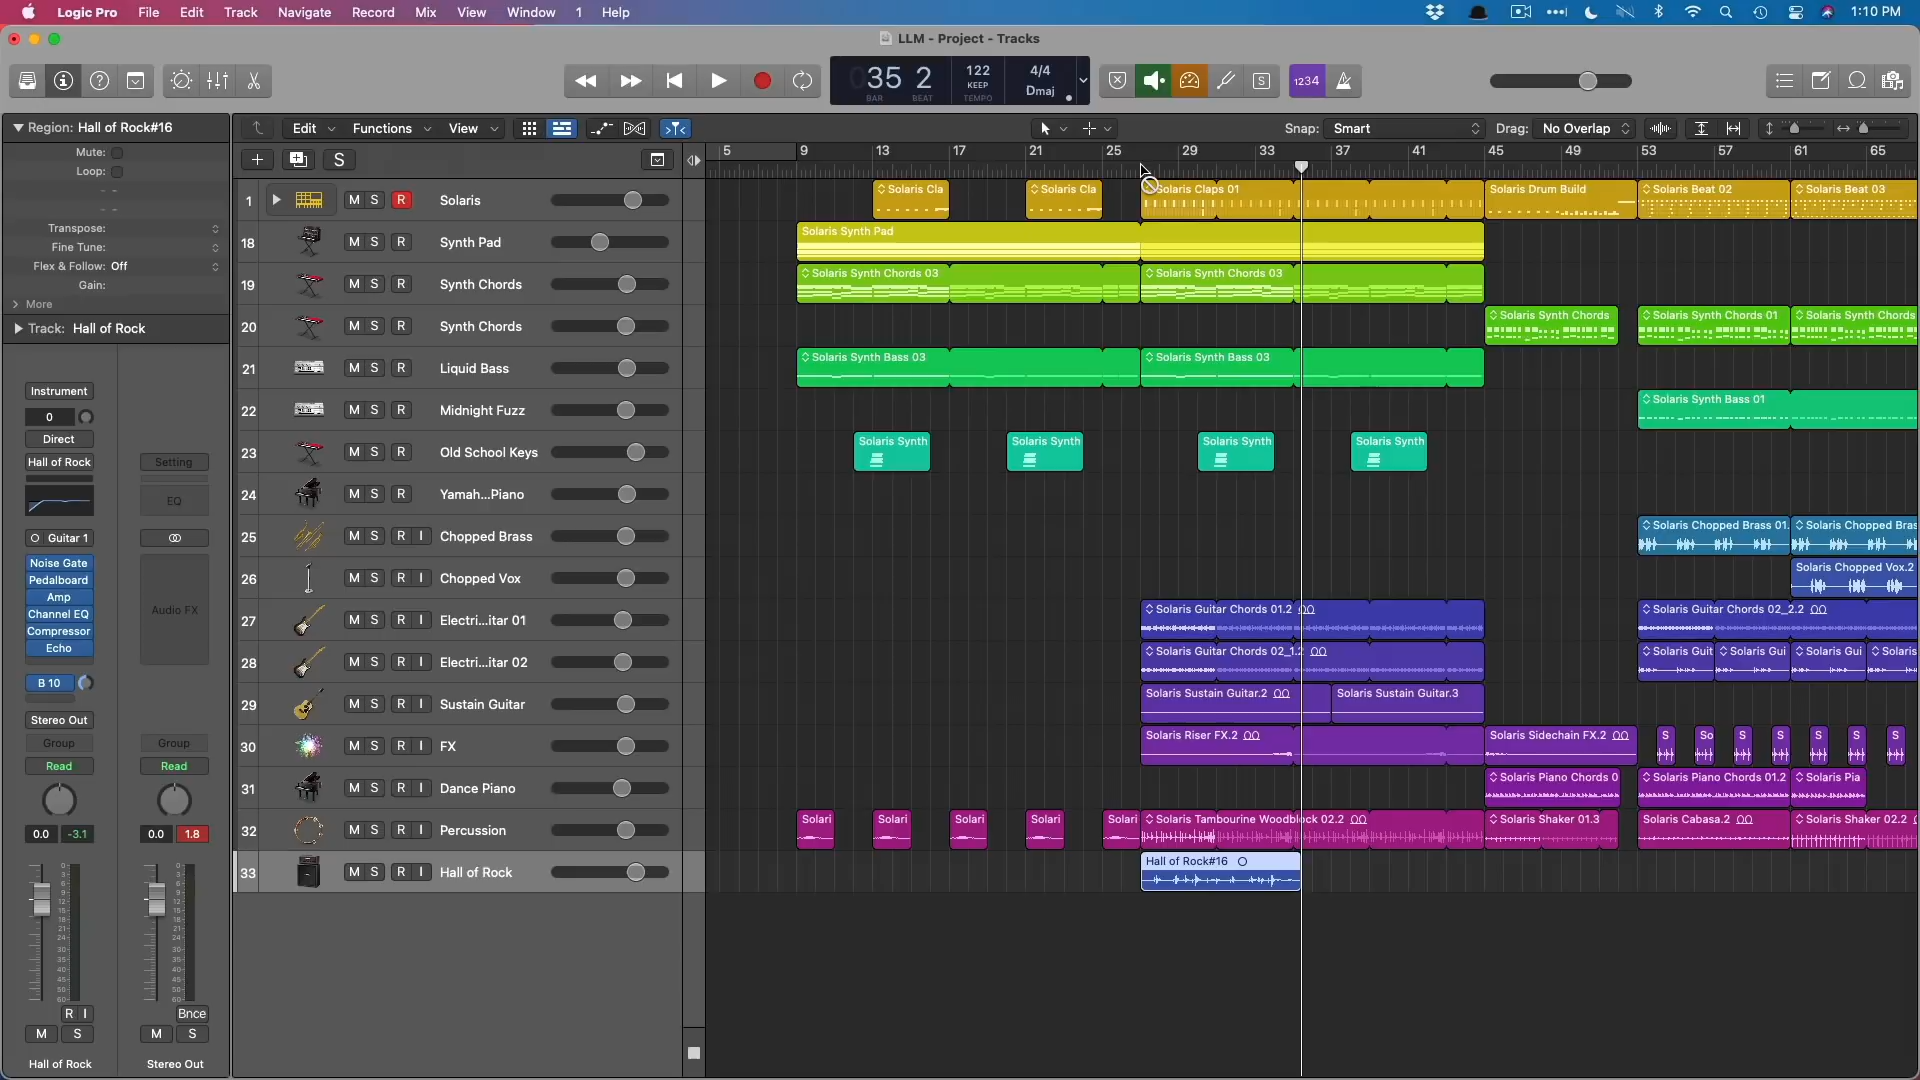 Logic Pro File Edit Track Navigate Record Mix View Window 1 Help 1:10 PM
LLM - Project - Tracks
35 2 122 KEEP 4/4 Dmaj
BAR BEAT TEMPO
S 1234
Region: Hall of Rock#16
Edit Functions View Snap: Smart Drag: No Overlap
Mute:
Loop:
Transpose:
Fine Tune:
Flex & Follow: Off
Gain:
More
Track: Hall of Rock
S
5 9 13 17 21 25 29 33 37 41 45 49 53 57 61 65
1 M S R Solaris
Solaris Cla Solaris Cla Solaris Claps 01 Solaris Drum Build Solaris Beat 02 Solaris Beat 03
18 M S R Synth Pad
Solaris Synth Pad
19 M S R Synth Chords
Solaris Synth Chords 03 Solaris Synth Chords 03
20 M S R Synth Chords
Solaris Synth Chords Solaris Synth Chords 01 Solaris Synth Chords
21 M S R Liquid Bass
Solaris Synth Bass 03 Solaris Synth Bass 03
22 M S R Midnight Fuzz
Solaris Synth Bass 01
23 M S R Old School Keys
Solaris Synth Solaris Synth Solaris Synth Solaris Synth
24 M S R Yamah...Piano
25 M S R I Chopped Brass
Solaris Chopped Brass 01. Solaris Chopped Bras
26 M S R I Chopped Vox
Solaris Chopped Vox.2
27 M S R I Electri...itar 01
Solaris Guitar Chords 01.2 Solaris Guitar Chords 02_2.2
28 M S R I Electri...itar 02
Solaris Guitar Chords 02_1.2 Solaris Guit Solaris Gui Solaris Gui Solaris
29 M S R I Sustain Guitar
Solaris Sustain Guitar.2 Solaris Sustain Guitar.3
30 M S R I FX
Solaris Riser FX.2 Solaris Sidechain FX.2 S So S S S S S
31 M S R I Dance Piano
Solaris Piano Chords 0 Solaris Piano Chords 01.2 Solaris Pia
32 M S R I Percussion
Solari Solari Solari Solari Solari Solaris Tambourine Woodblock 02.2 Solaris Shaker 01.3 Solaris Cabasa.2 Solaris Shaker 02.2
33 M S R I Hall of Rock
Hall of Rock#16
Instrument
0
Direct
Hall of Rock Setting
EQ
Guitar 1
Noise Gate
Pedalboard
Amp
Audio FX
Channel EQ
Compressor
Echo
B 10
Stereo Out
Group Group
Read Read
0.0 -3.1 0.0 1.8
R I Bnce
M S M S
Hall of Rock Stereo Out